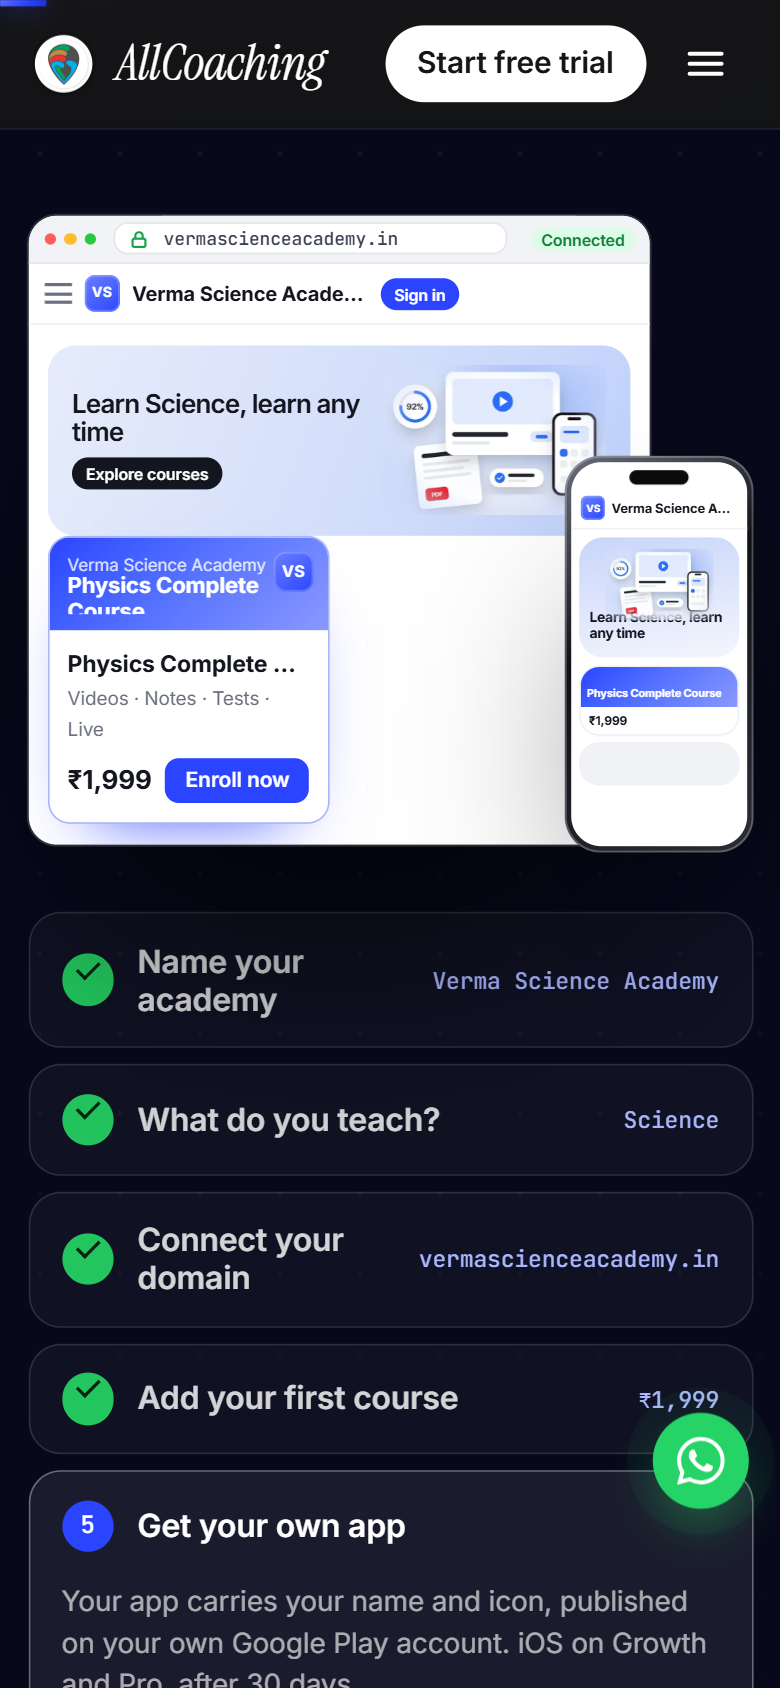 AllCoaching
Start free trial
vermascienceacademy.in
Connected
VS
Verma Science Acade...
Sign in
Learn Science, learn any
time
Explore courses
92%
PDF
Verma Science Academy
Physics Complete
Course
VS
Physics Complete ...
Videos · Notes · Tests ·
Live
₹1,999
Enroll now
VS
Verma Science A...
92%
PDF
Learn Science, learn
any time
Physics Complete Course
₹1,999
Name your
academy
Verma Science Academy
What do you teach?
Science
Connect your
domain
vermascienceacademy.in
Add your first course
₹1,999
5
Get your own app
Your app carries your name and icon, published
on your own Google Play account. iOS on Growth
and Pro, after 30 days